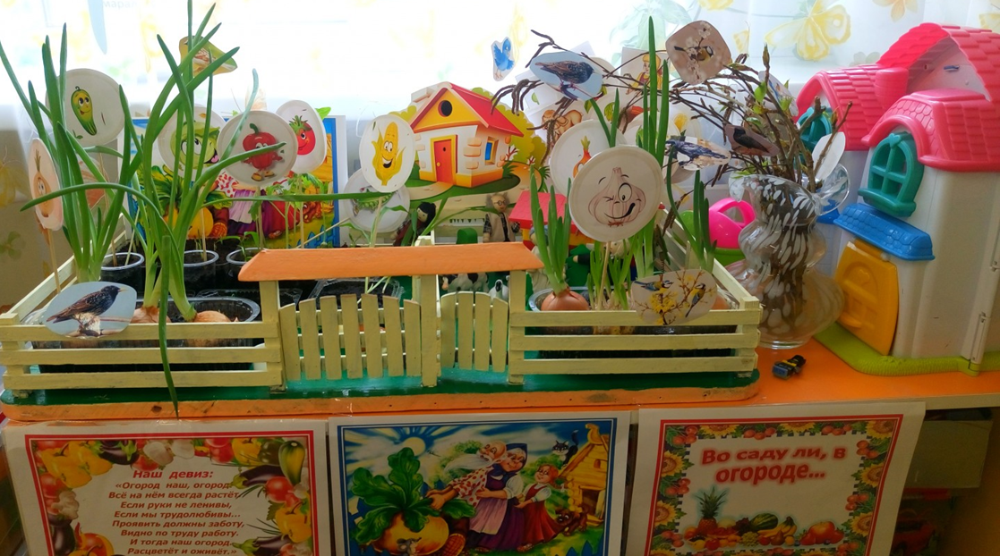 Наш девиз:
«Огород наш, огород,
Всё на нём всегда растёт,
Если руки не ленивы,
Если мы трудолюбивы...
Проявить должны заботу,
Видно по труду работу.
И тогда наш огород
Расцветёт и оживёт.»
Во саду ли, в
огороде...